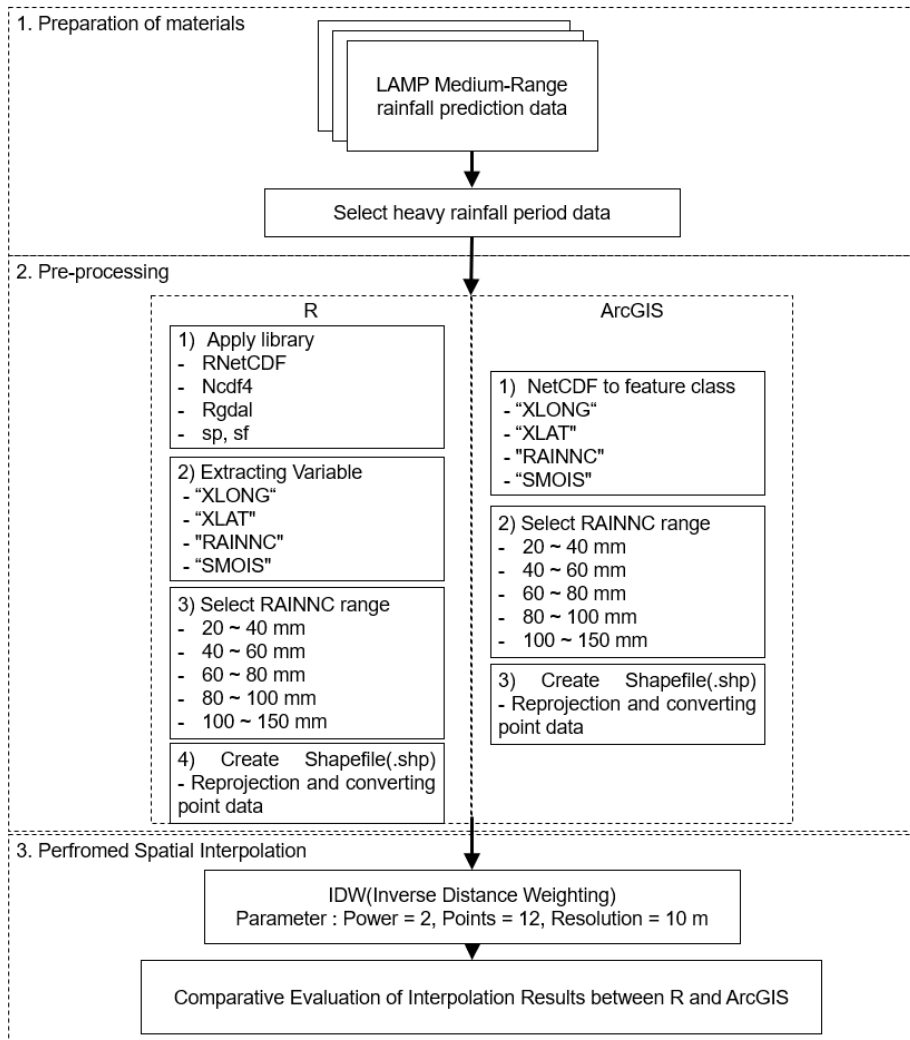 1. Preparation of materials
LAMP Medium-Range
rainfall prediction data
Select heavy rainfall period data
2. Pre-processing
R
1) Apply library
- RNetCDF
- Ncdf4
- Rgdal
- sp, sf
2) Extracting Variable
- “XLONG“
- “XLAT"
- "RAINNC"
- “SMOIS"
3) Select RAINNC range
- 20 ~ 40 mm
- 40 ~ 60 mm
- 60 ~ 80 mm
- 80 ~ 100 mm
- 100 ~ 150 mm
4) Create Shapefile(.shp)
- Reprojection and converting
point data
ArcGIS
1) NetCDF to feature class
- “XLONG“
- “XLAT"
- "RAINNC"
- “SMOIS"
2) Select RAINNC range
- 20 ~ 40 mm
- 40 ~ 60 mm
- 60 ~ 80 mm
- 80 ~ 100 mm
- 100 ~ 150 mm
3) Create Shapefile(.shp)
- Reprojection and converting
point data
3. Perfromed Spatial Interpolation
IDW(Inverse Distance Weighting)
Parameter : Power = 2, Points = 12, Resolution = 10 m
Comparative Evaluation of Interpolation Results between R and ArcGIS